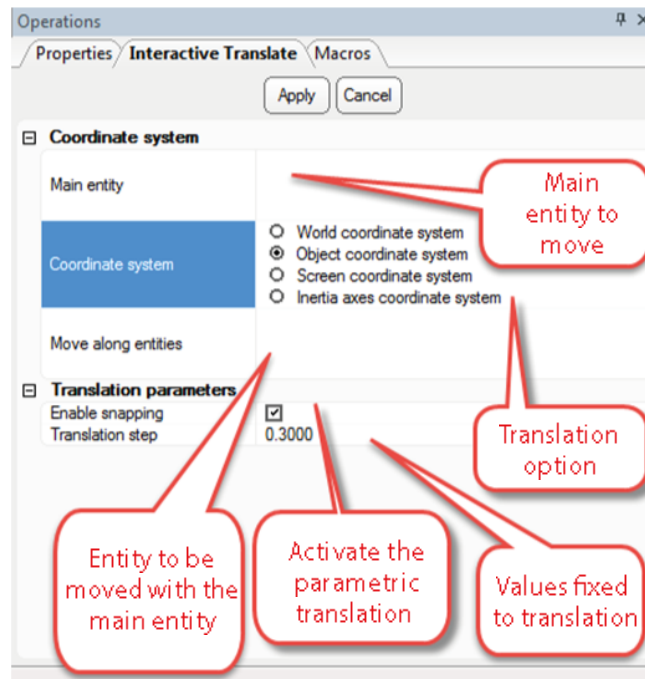 Operations
Properties Interactive Translate Macros
Apply Cancel
Coordinate system
Main entity
Main
entity to
move
Coordinate system
World coordinate system
Object coordinate system
Screen coordinate system
Inertia axes coordinate system
Move along entities
Translation parameters
Enable snapping
Translation step 0.3000
Translation
option
Entity to be
moved with the
main entity
Activate the
parametric
translation
Values fixed
to translation